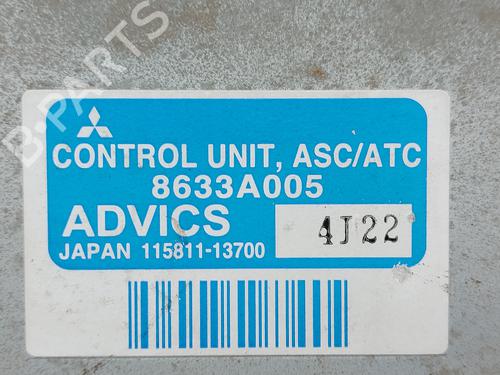 B-PARTS
CONTROL UNIT, ASC/ATC
8633A005
ADVICS 4J22
JAPAN 115811-13700